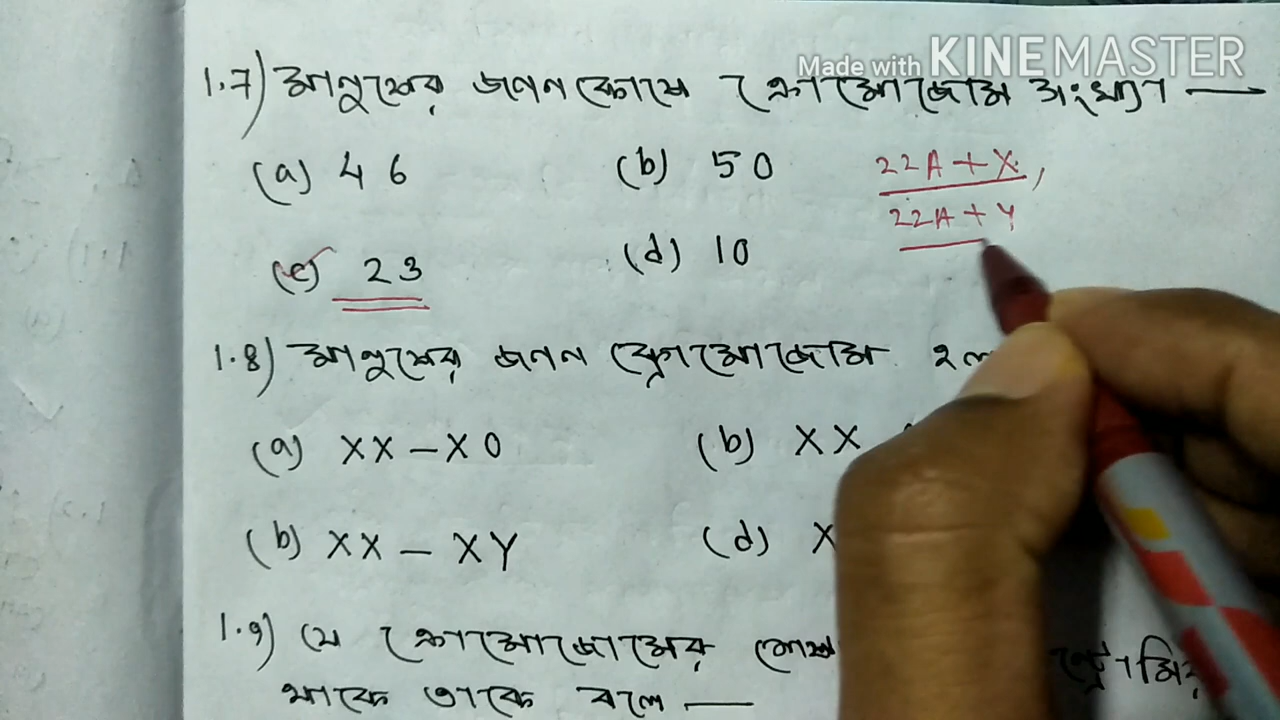 Made with KINEMASTER
1.7) মানুষের জনন কোষে ক্রোমোজোম সংখ্যা —
(a) 46 (b) 50 22A + X,
22A + Y
(c) 23 (d) 10
1.8) মানুষের জনন ক্রোমোজোম হল
(a) XX – XO (b) XX
(b) XX – XY (d) X
1.9) যে ক্রোমোজোমের শেষ
থাকে তাকে বলে —